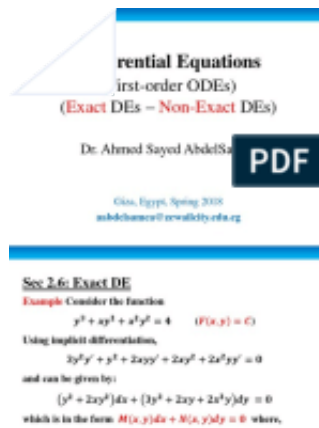 rential Equations
irst-order ODEs)
(Exact DEs – Non-Exact DEs)
Dr. Ahmed Sayed AbdelSa
PDF
Giza, Egypt, Spring 2018
Sec 2.6: Exact DE
Example Consider the function
y³ + xy² + x²y² = 4 (F(x, y) = C)
Using implicit differentiation,
3y²y′ + y² + 2xyy′ + 2xy² + 2x²yy′ = 0
and can be given by:
(y² + 2xy²)dx + (3y² + 2xy + 2x²y)dy = 0
which is in the form M(x, y)dx + N(x, y)dy = 0 where,